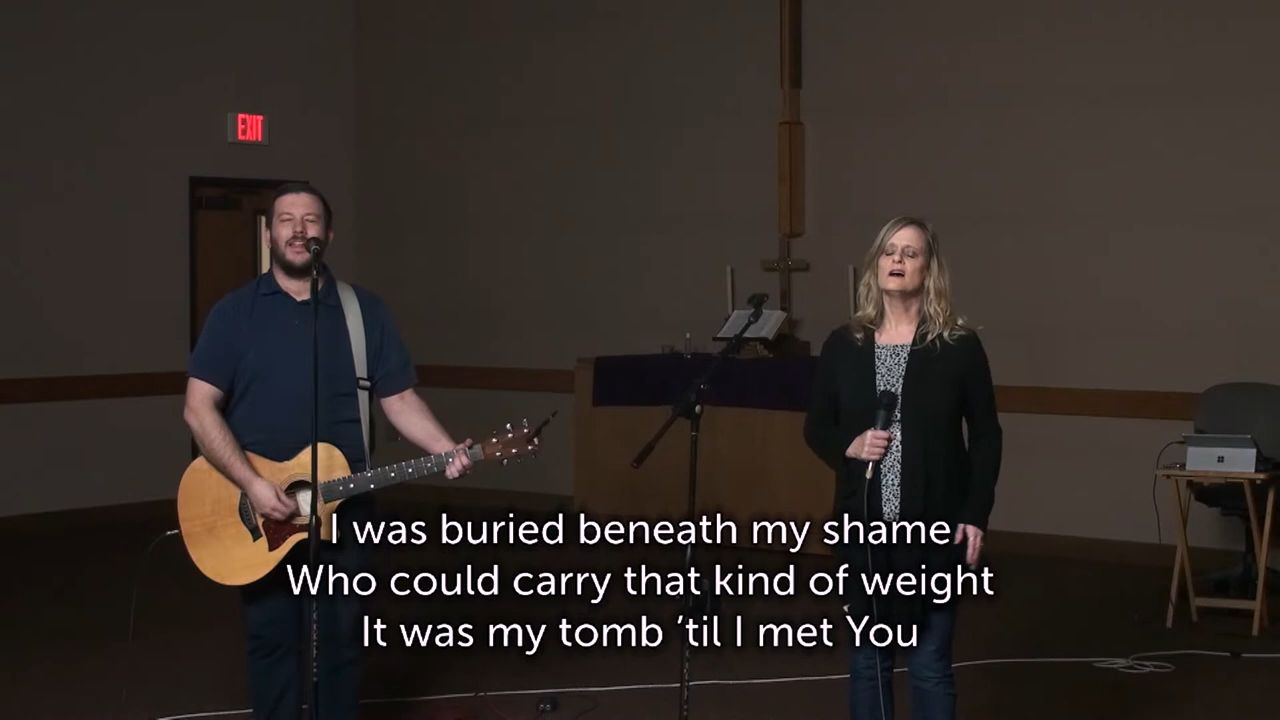 EXIT
I was buried beneath my shame
Who could carry that kind of weight
It was my tomb ’til I met You